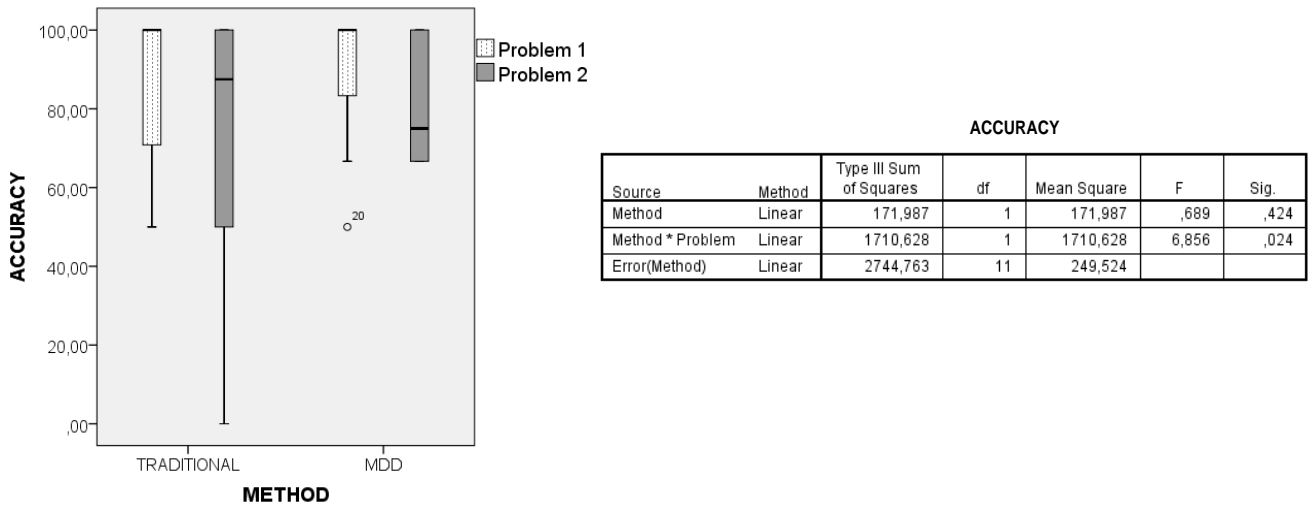 100,00
80,00
60,00
40,00
20,00
,00
ACCURACY
20
TRADITIONAL MDD
METHOD
Problem 1
Problem 2
ACCURACY
Source Method Type III Sum of Squares df Mean Square F Sig.
Method Linear 171,987 1 171,987 ,689 ,424
Method * Problem Linear 1710,628 1 1710,628 6,856 ,024
Error(Method) Linear 2744,763 11 249,524